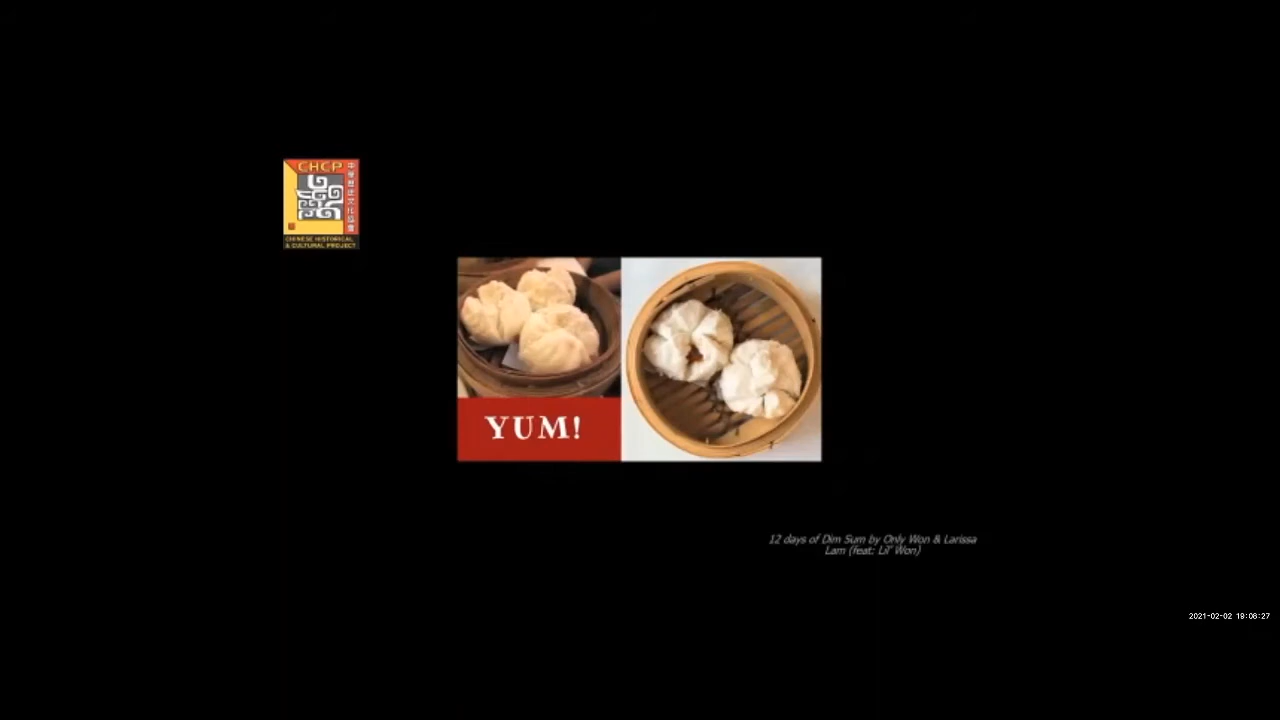 CHCP
CHINESE HISTORICAL
& CULTURAL PROJECT
YUM!
12 days of Dim Sum by Only Won & Larissa
Lam (feat: Lil' Won)
2021-02-02 19:06:27